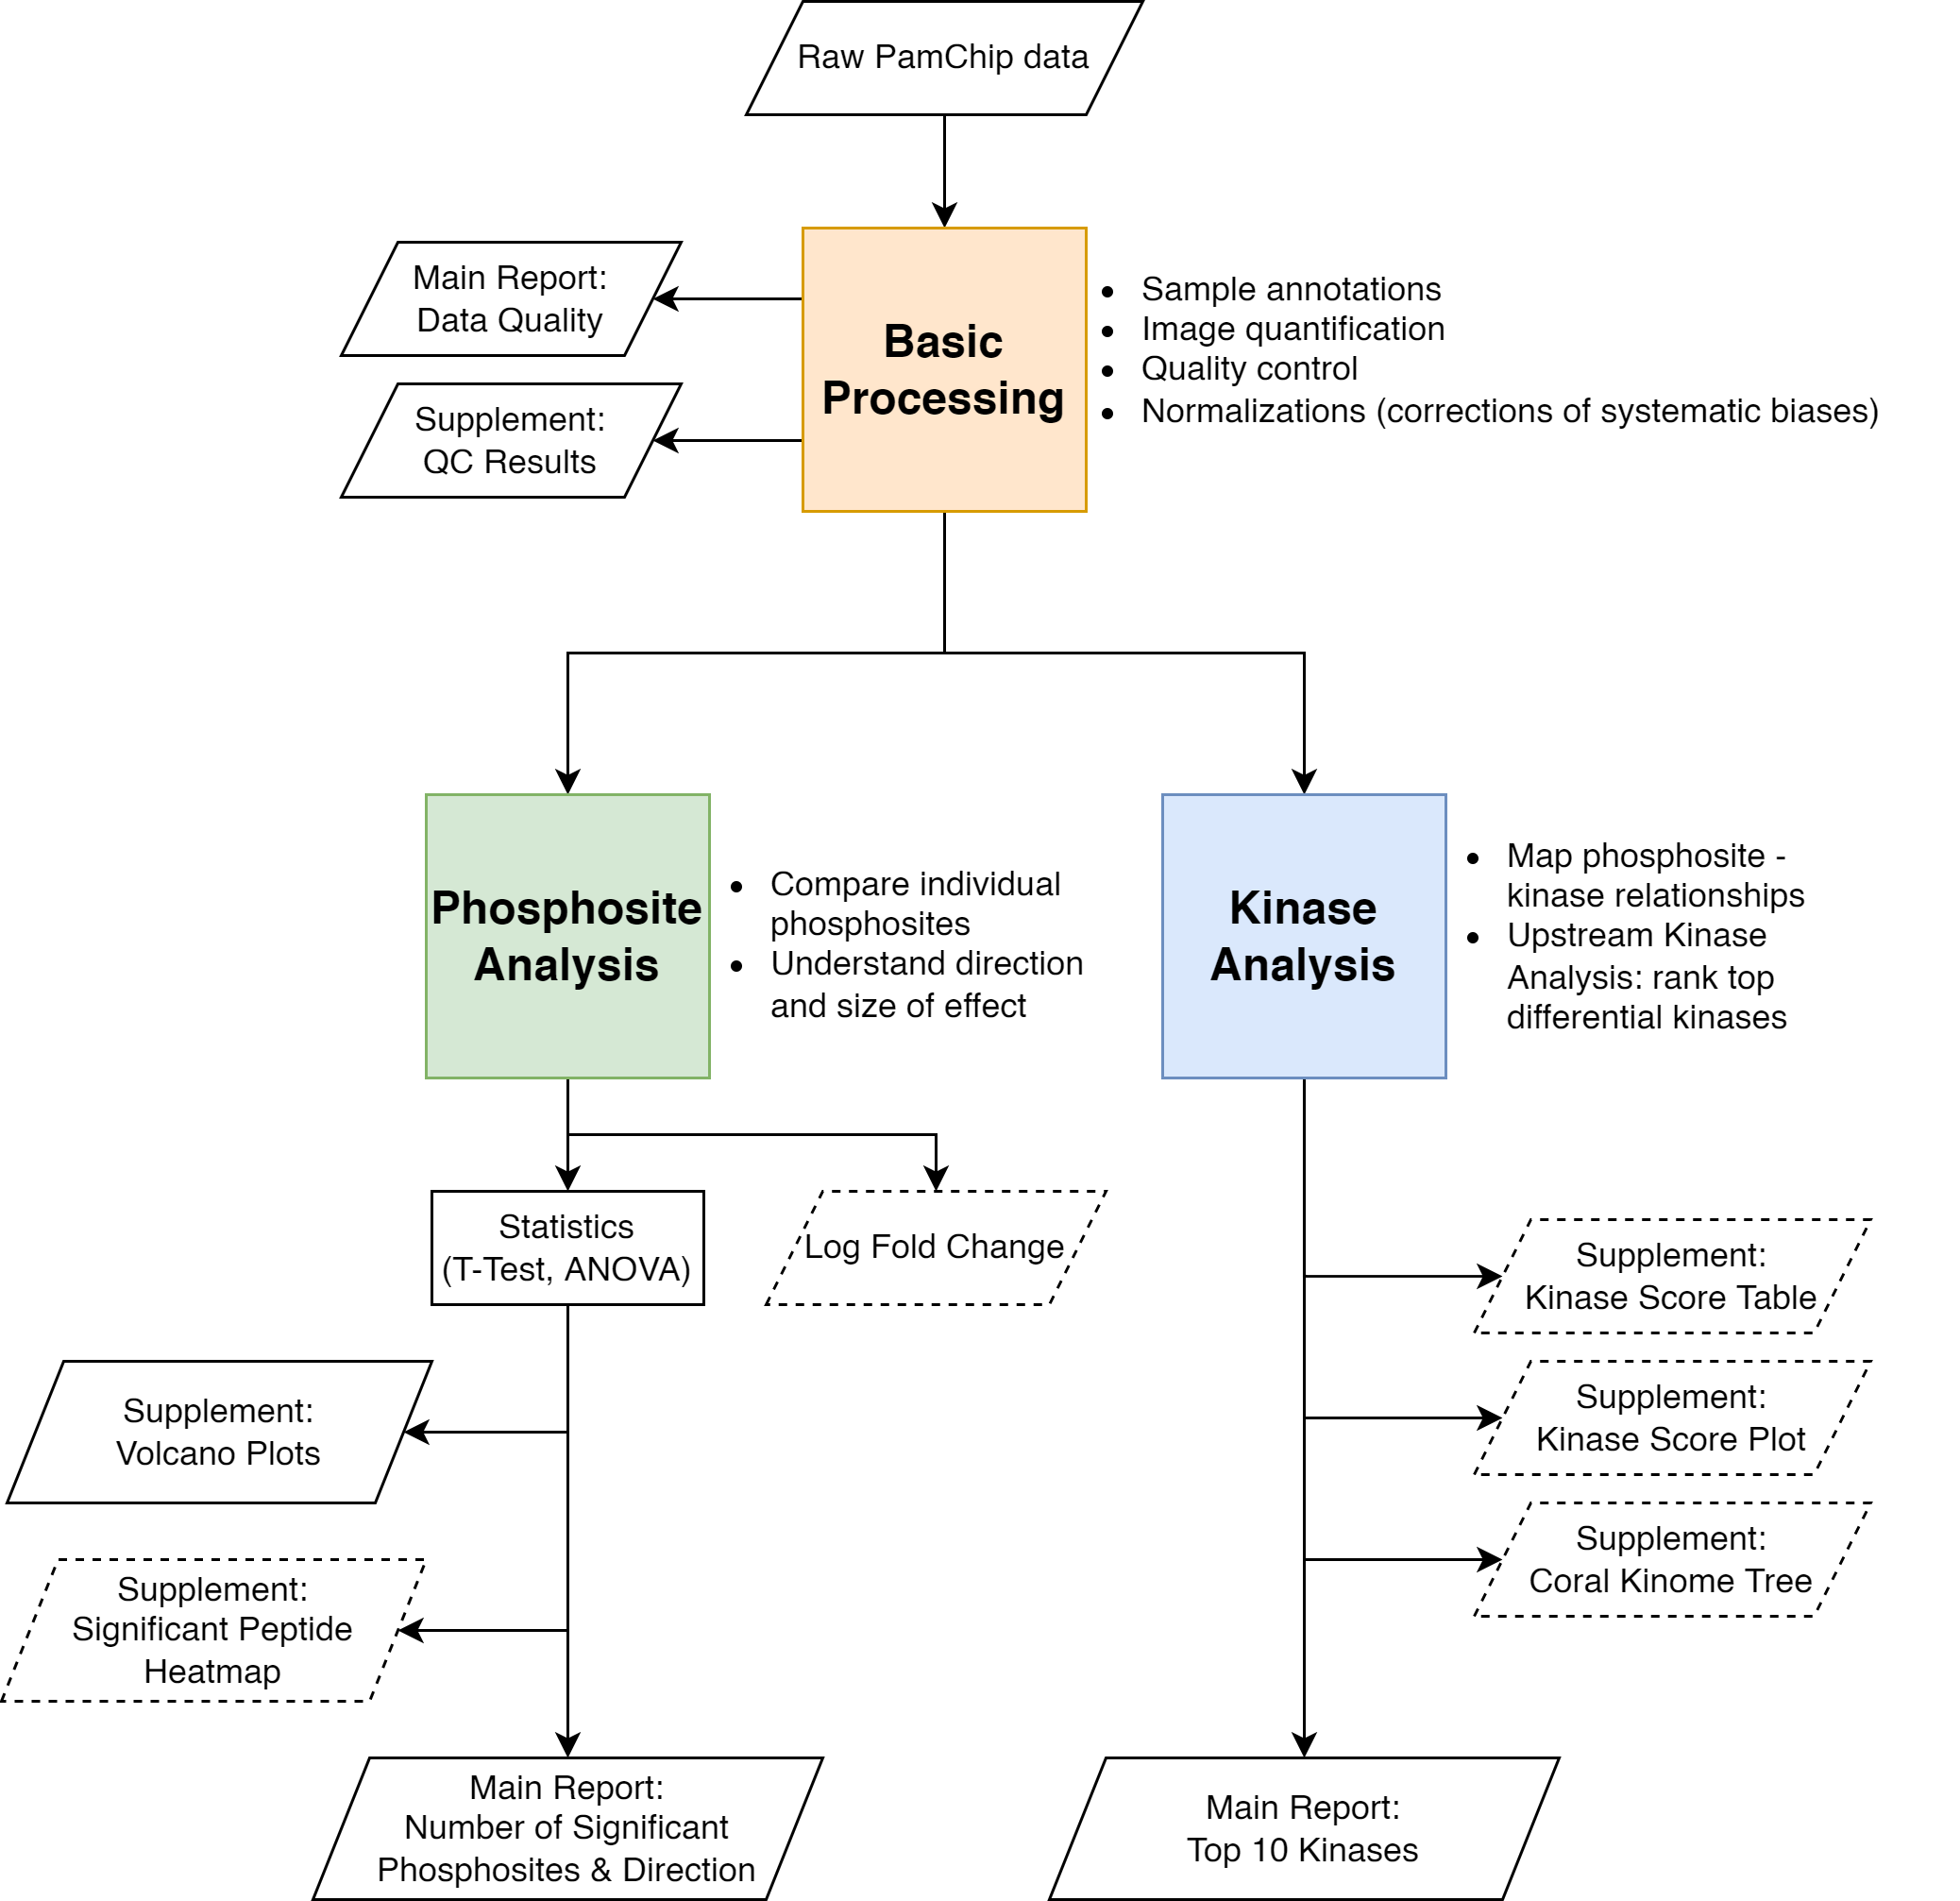 Raw PamChip data
Main Report:
Data Quality
Supplement:
QC Results
Basic
Processing
• Sample annotations
• Image quantification
• Quality control
• Normalizations (corrections of systematic biases)
Phosphosite
Analysis
• Compare individual
phosphosites
• Understand direction
and size of effect
Kinase
Analysis
• Map phosphosite -
kinase relationships
• Upstream Kinase
Analysis: rank top
differential kinases
Statistics
(T-Test, ANOVA)
Log Fold Change
Supplement:
Volcano Plots
Supplement:
Significant Peptide
Heatmap
Main Report:
Number of Significant
Phosphosites & Direction
Supplement:
Kinase Score Table
Supplement:
Kinase Score Plot
Supplement:
Coral Kinome Tree
Main Report:
Top 10 Kinases